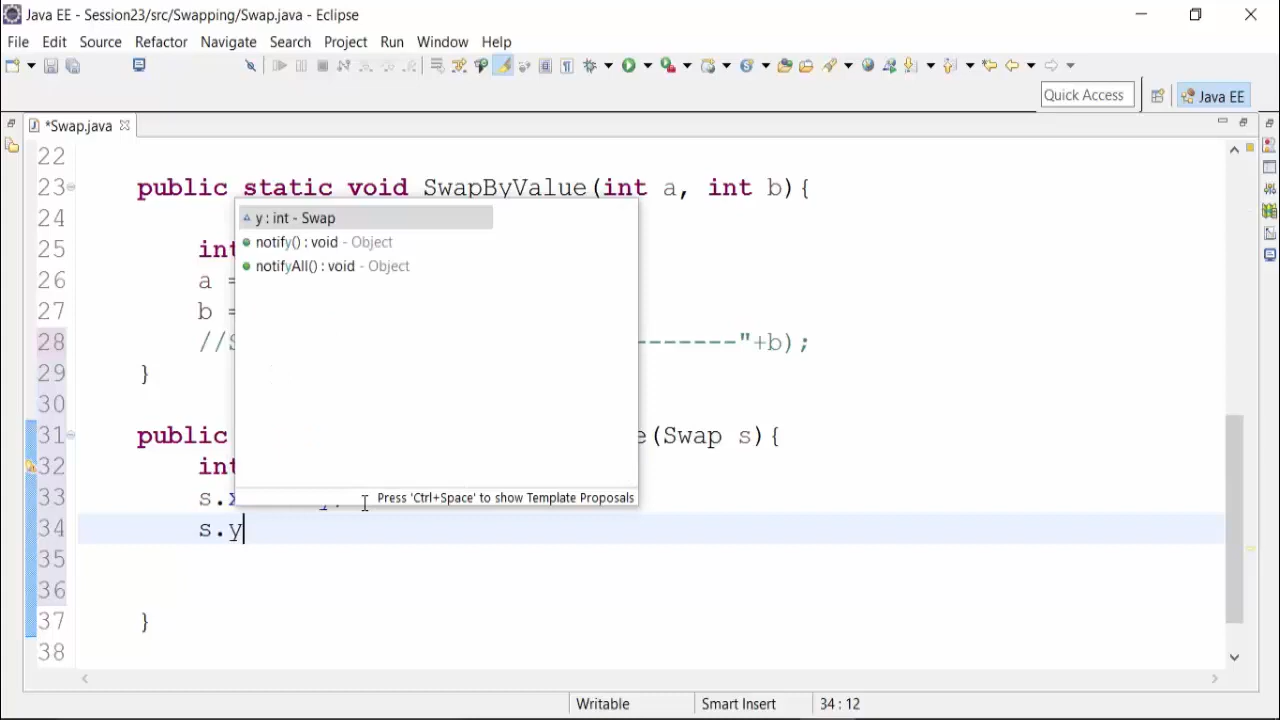 Java EE - Session23/src/Swapping/Swap.java - Eclipse
File Edit Source Refactor Navigate Search Project Run Window Help
Quick Access Java EE
*Swap.java
22
23 public static void SwapByValue(int a, int b){
24
25 int
26 a =
27 b =
28 //S --------"+b);
29 }
30
31 public e(Swap s){
32 int
33 s.x
34 s.y
35
36
37 }
38
y : int - Swap
notify() : void - Object
notifyAll() : void - Object
Press 'Ctrl+Space' to show Template Proposals
Writable Smart Insert 34 : 12